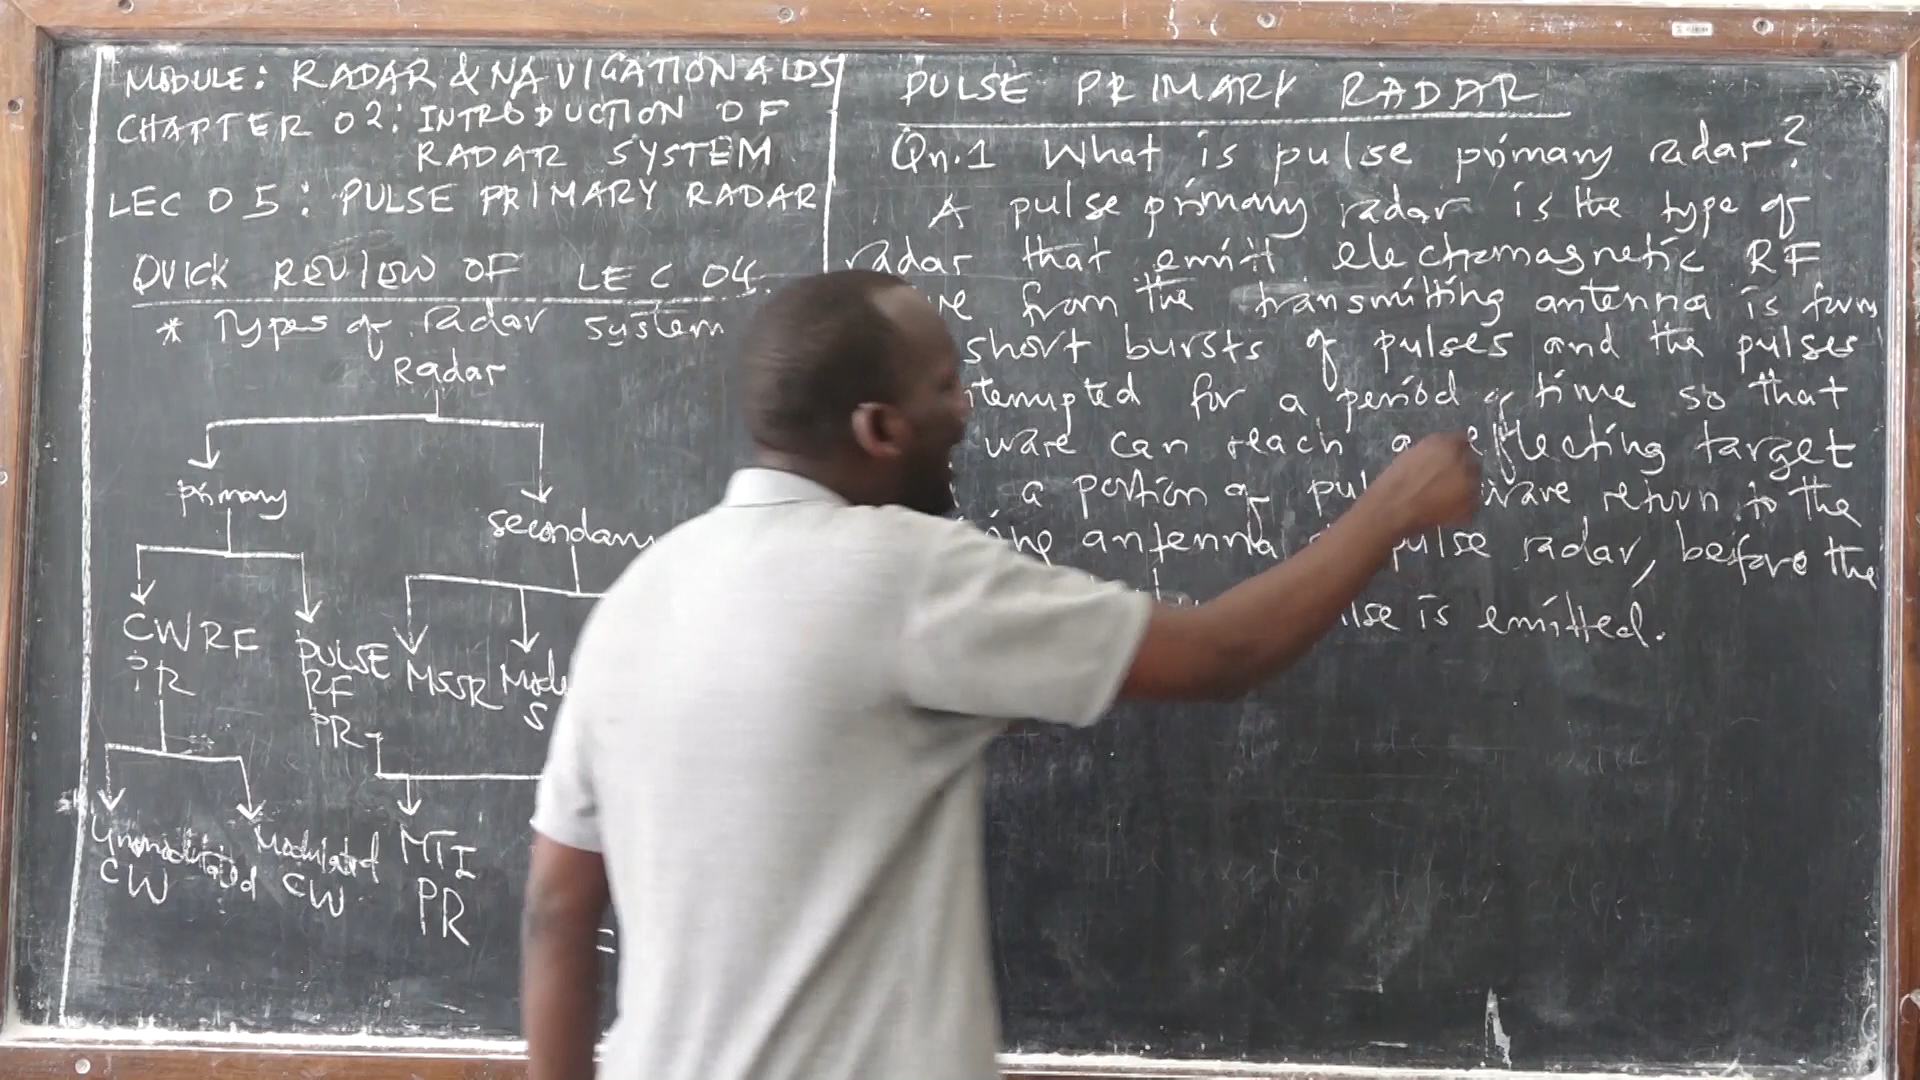 MODULE: RADAR & NAVIGATION AIDS
CHAPTER 02: INTRODUCTION OF
RADAR SYSTEM
LEC 05: PULSE PRIMARY RADAR
QUICK REVIEW OF LEC 04.
* Types of radar system
Radar
primary
secondary
CWRF
PR
PULSE
RF
PR
MSSR
Mode
S
Unmodulated
CW
Modulated
CW
MTI
PR
PULSE PRIMARY RADAR
Qn.1 What is pulse primary radar?
A pulse primary radar is the type of
radar that emit electromagnetic RF
from the transmitting antenna is form
short bursts of pulses and the pulses
for a period of time so that
wave can reach a reflecting target
a portion of wave return to the
antenna pulse radar, before the
is emitted.